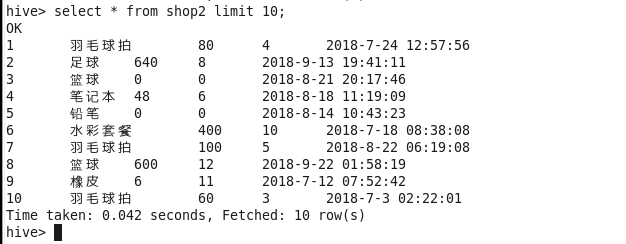 hive> select * from shop2 limit 10;
OK
1 羽毛球拍 80 4 2018-7-24 12:57:56
2 足球 640 8 2018-9-13 19:41:11
3 篮球 0 0 2018-8-21 20:17:46
4 笔记本 48 6 2018-8-18 11:19:09
5 铅笔 0 0 2018-8-14 10:43:23
6 水彩套餐 400 10 2018-7-18 08:38:08
7 羽毛球拍 100 5 2018-8-22 06:19:08
8 篮球 600 12 2018-9-22 01:58:19
9 橡皮 6 11 2018-7-12 07:52:42
10 羽毛球拍 60 3 2018-7-3 02:22:01
Time taken: 0.042 seconds, Fetched: 10 row(s)
hive>